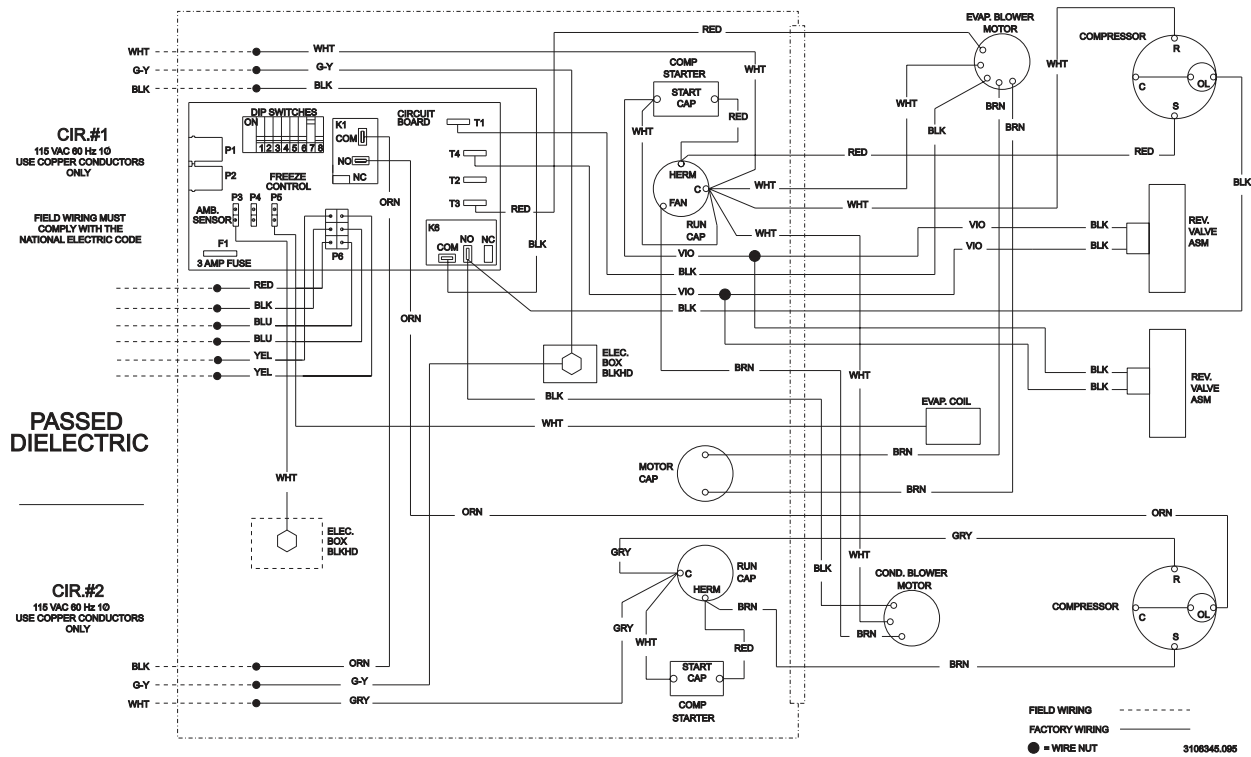 WHT
G-Y
BLK
WHT
G-Y
BLK
CIR.#1
115 VAC 60 Hz 1Ø
USE COPPER CONDUCTORS
ONLY
FIELD WIRING MUST
COMPLY WITH THE
NATIONAL ELECTRIC CODE
DIP SWITCHES
ON
1 2 3 4 5 6 7 8
K1
COM
NO
NC
CIRCUIT
BOARD
T1
T4
T2
T3
P1
P2
FREEZE
CONTROL
P3
P4
P5
AMB.
SENSOR
F1
3 AMP FUSE
P6
K6
COM
NO
NC
ORN
RED
BLK
RED
BLK
BLU
BLU
YEL
YEL
ORN
ELEC.
BOX
BLKHD
BLK
WHT
WHT
ELEC.
BOX
BLKHD
PASSED
DIELECTRIC
RED
COMP
STARTER
START
CAP
WHT
RED
WHT
HERM
C
FAN
RUN
CAP
VIO
BLK
VIO
BLK
BRN
WHT
WHT
WHT
WHT
RED
EVAP. BLOWER
MOTOR
WHT
BLK
BRN
BRN
WHT
COMPRESSOR
R
C
OL
S
RED
BLK
VIO
VIO
BLK
BLK
REV.
VALVE
ASM
BLK
BLK
REV.
VALVE
ASM
EVAP. COIL
MOTOR
CAP
BRN
BRN
ORN
ORN
GRY
GRY
C
HERM
RUN
CAP
GRY
WHT
RED
START
CAP
COMP
STARTER
BRN
BRN
BLK
WHT
COND. BLOWER
MOTOR
BRN
COMPRESSOR
R
C
OL
S
CIR.#2
115 VAC 60 Hz 1Ø
USE COPPER CONDUCTORS
ONLY
BLK
G-Y
WHT
ORN
G-Y
GRY
FIELD WIRING
FACTORY WIRING
= WIRE NUT
3106345.095